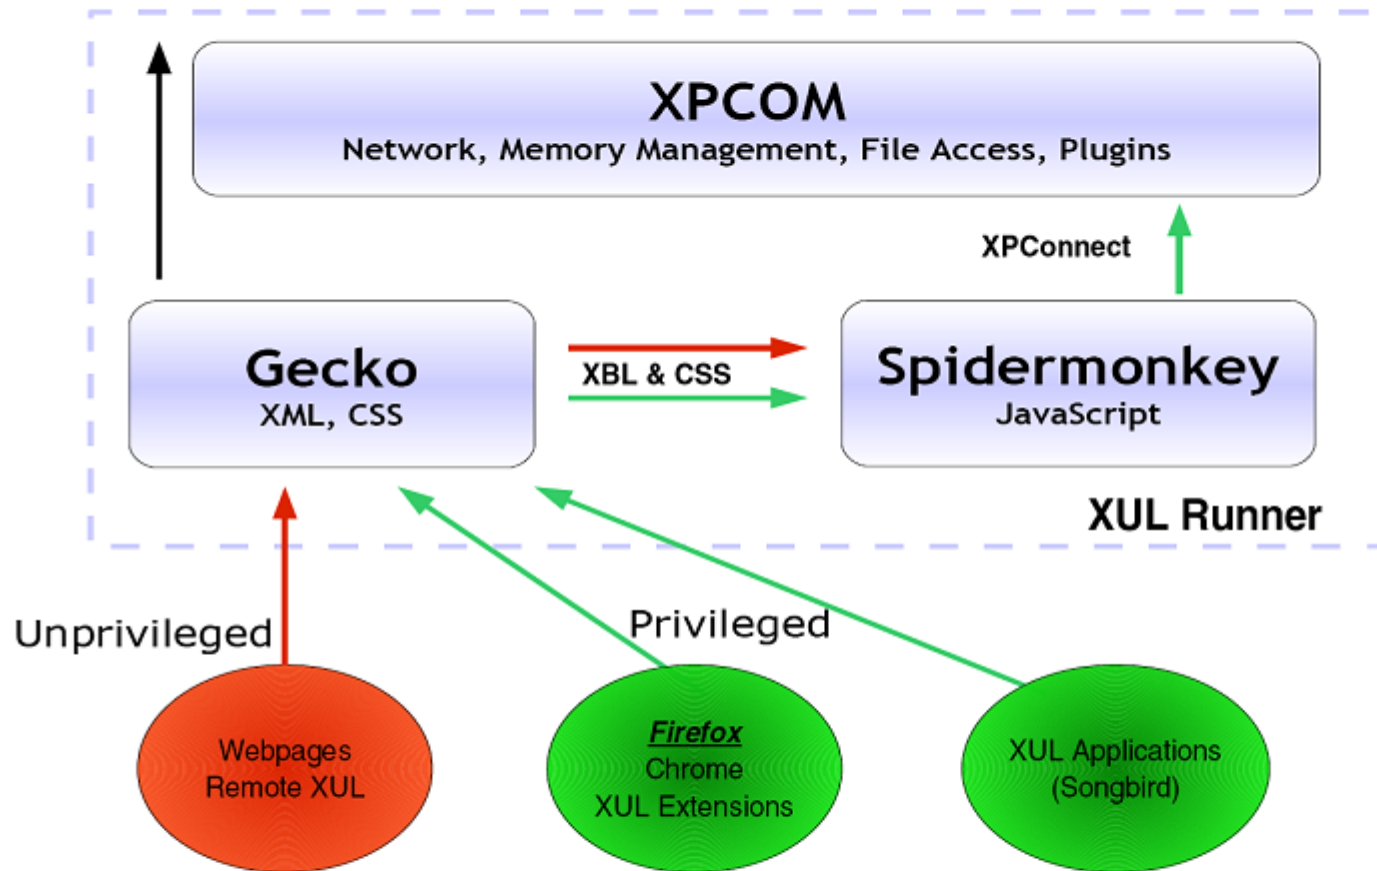 XPCOM
Network, Memory Management, File Access, Plugins
XPConnect
Gecko
XML, CSS
XBL & CSS
Spidermonkey
JavaScript
XUL Runner
Unprivileged
Privileged
Webpages
Remote XUL
Firefox
Chrome
XUL Extensions
XUL Applications
(Songbird)